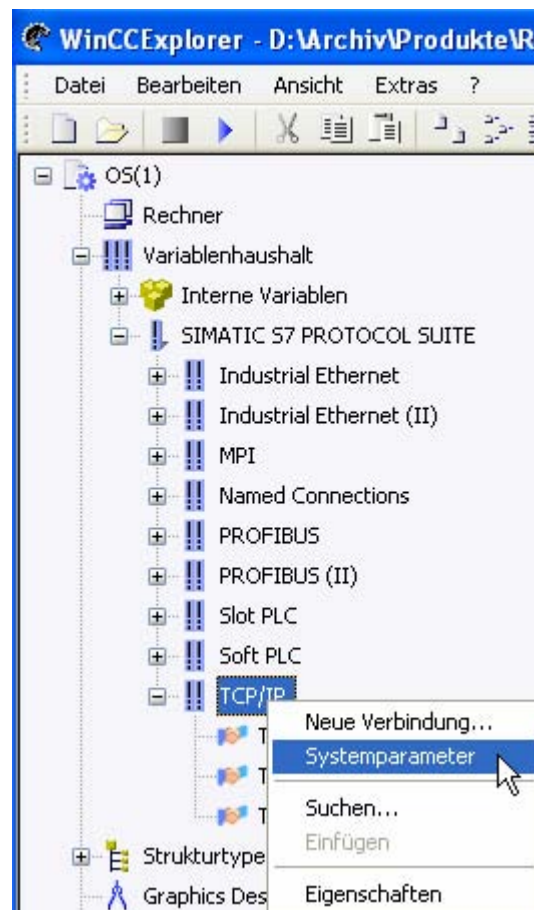 WinCCExplorer - D:\Archiv\Produkte\R
Datei Bearbeiten Ansicht Extras ?
OS(1)
Rechner
Variablenhaushalt
Interne Variablen
SIMATIC S7 PROTOCOL SUITE
Industrial Ethernet
Industrial Ethernet (II)
MPI
Named Connections
PROFIBUS
PROFIBUS (II)
Slot PLC
Soft PLC
TCP/IP
Neue Verbindung...
T
Systemparameter
T
T
Suchen...
Einfügen
Strukturtype
Graphics Des
Eigenschaften